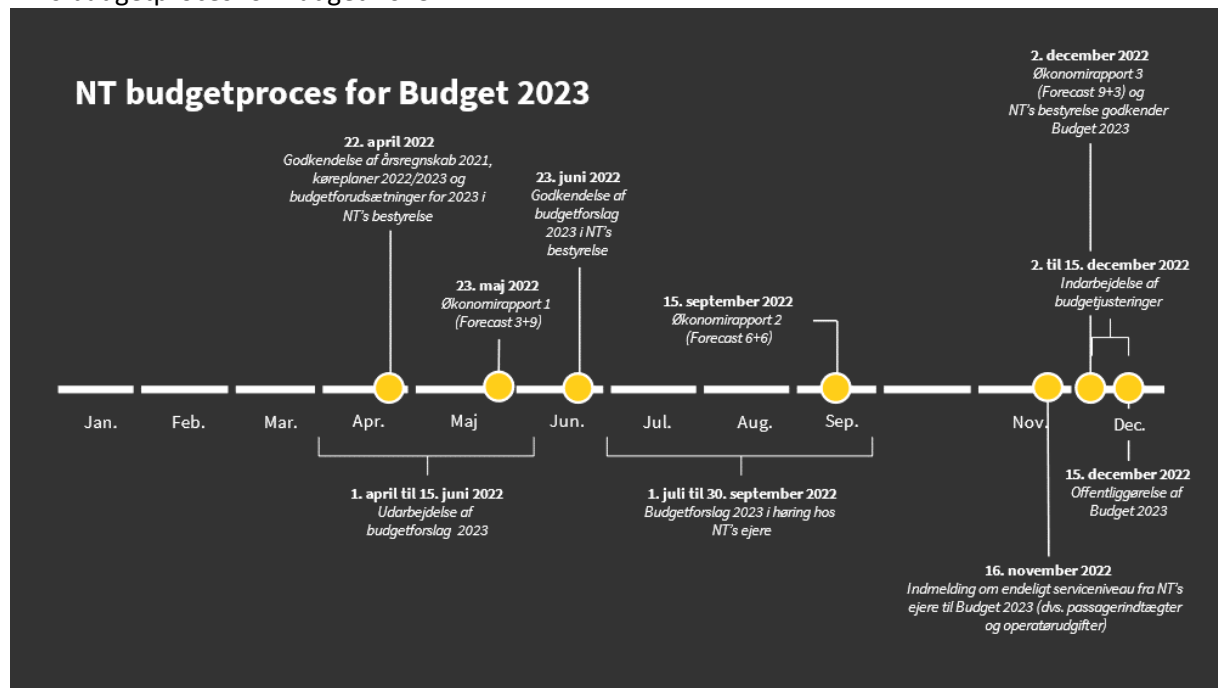 NT budgetproces for Budget 2023
22. april 2022
Godkendelse af årsregnskab 2021,
køreplaner 2022/2023 og
budgetforudsætninger for 2023 i
NT's bestyrelse
23. maj 2022
Økonomirapport 1
(Forecast 3+9)
23. juni 2022
Godkendelse af
budgetforslag
2023 i NT's
bestyrelse
15. september 2022
Økonomirapport 2
(Forecast 6+6)
2. december 2022
Økonomirapport 3
(Forecast 9+3) og
NT's bestyrelse godkender
Budget 2023
2. til 15. december 2022
Indarbejdelse af
budgetjusteringer
Jan.
Feb.
Mar.
Apr.
Maj
Jun.
Jul.
Aug.
Sep.
Nov.
Dec.
1. april til 15. juni 2022
Udarbejdelse af
budgetforslag 2023
1. juli til 30. september 2022
Budgetforslag 2023 i høring hos
NT's ejere
15. december 2022
Offentliggørelse af
Budget 2023
16. november 2022
Indmelding om endeligt serviceniveau fra NT's
ejere til Budget 2023 (dvs. passagerindtægter
og operatørudgifter)